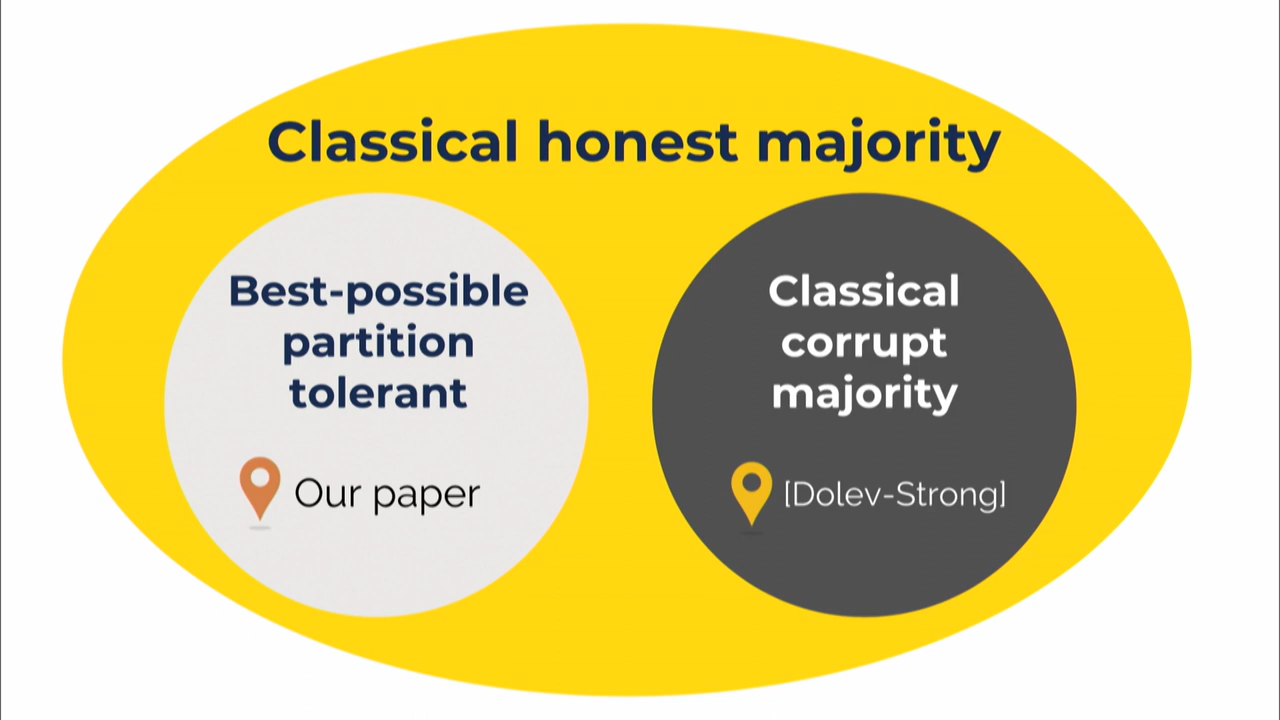 Classical honest majority
Best-possible
partition
tolerant
Our paper
Classical
corrupt
majority
[Dolev-Strong]